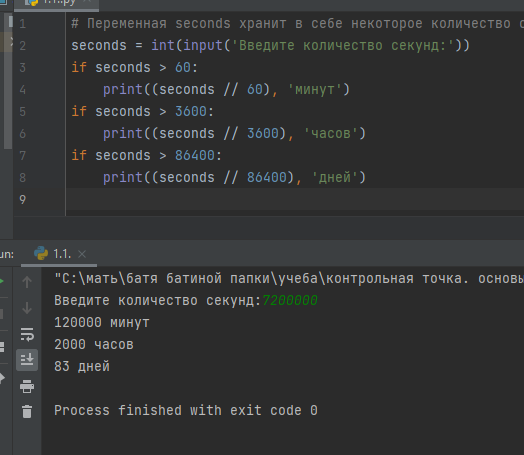 1.1..py
1 # Переменная seconds хранит в себе некоторое количество
2 seconds = int(input('Введите количество секунд:'))
3 if seconds > 60:
4     print((seconds // 60), 'минут')
5 if seconds > 3600:
6     print((seconds // 3600), 'часов')
7 if seconds > 86400:
8     print((seconds // 86400), 'дней')
9
un: 1.1. ×
"C:\мать\батя батиной папки\учеба\контрольная точка. основы
Введите количество секунд:7200000
120000 минут
2000 часов
83 дней
Process finished with exit code 0